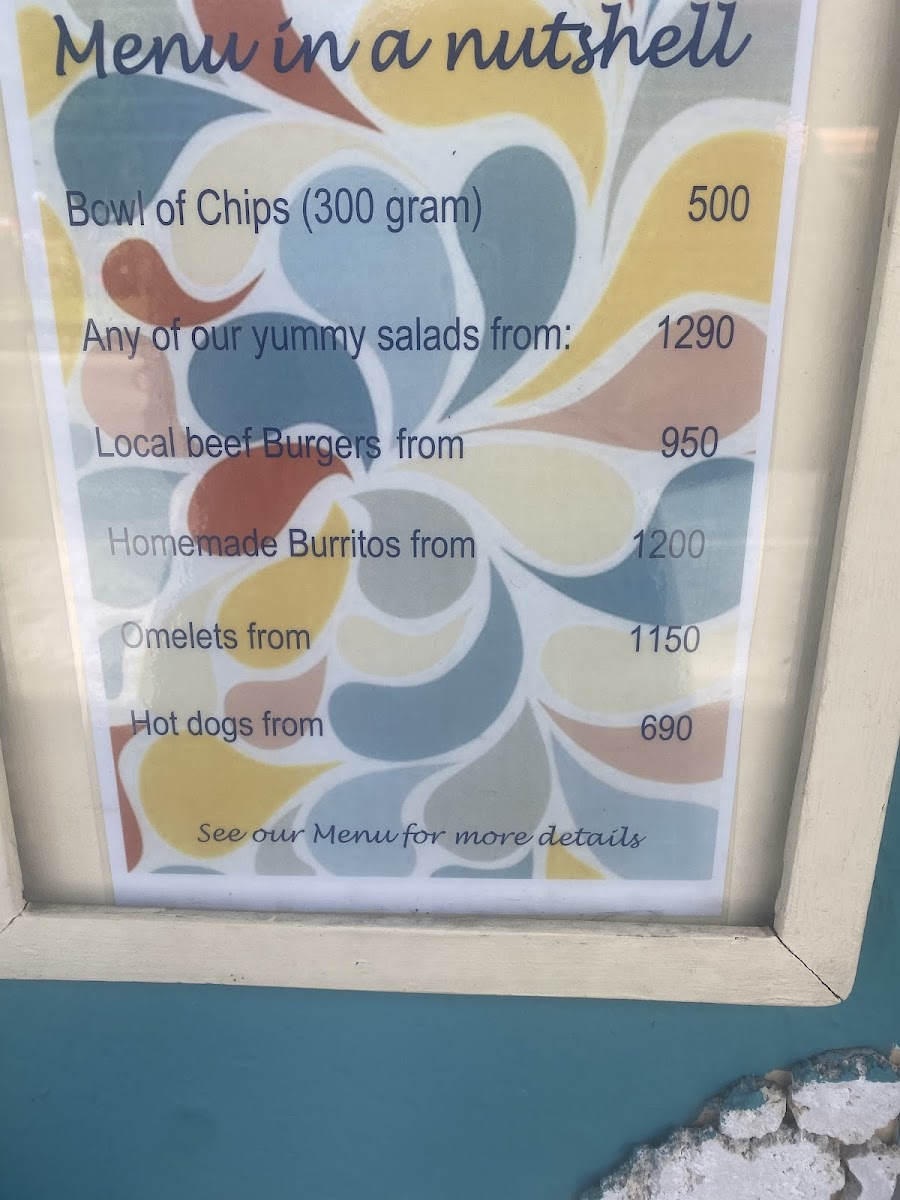 Menu in a nutshell
Bowl of Chips (300 gram) 500
Any of our yummy salads from: 1290
Local beef Burgers from 950
Homemade Burritos from 1200
Omelets from 1150
Hot dogs from 690
See our Menu for more details